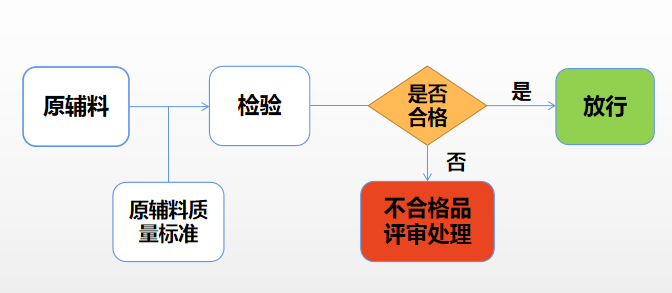 原辅料
检验
是否
合格
是
放行
否
原辅料质
量标准
不合格品
评审处理